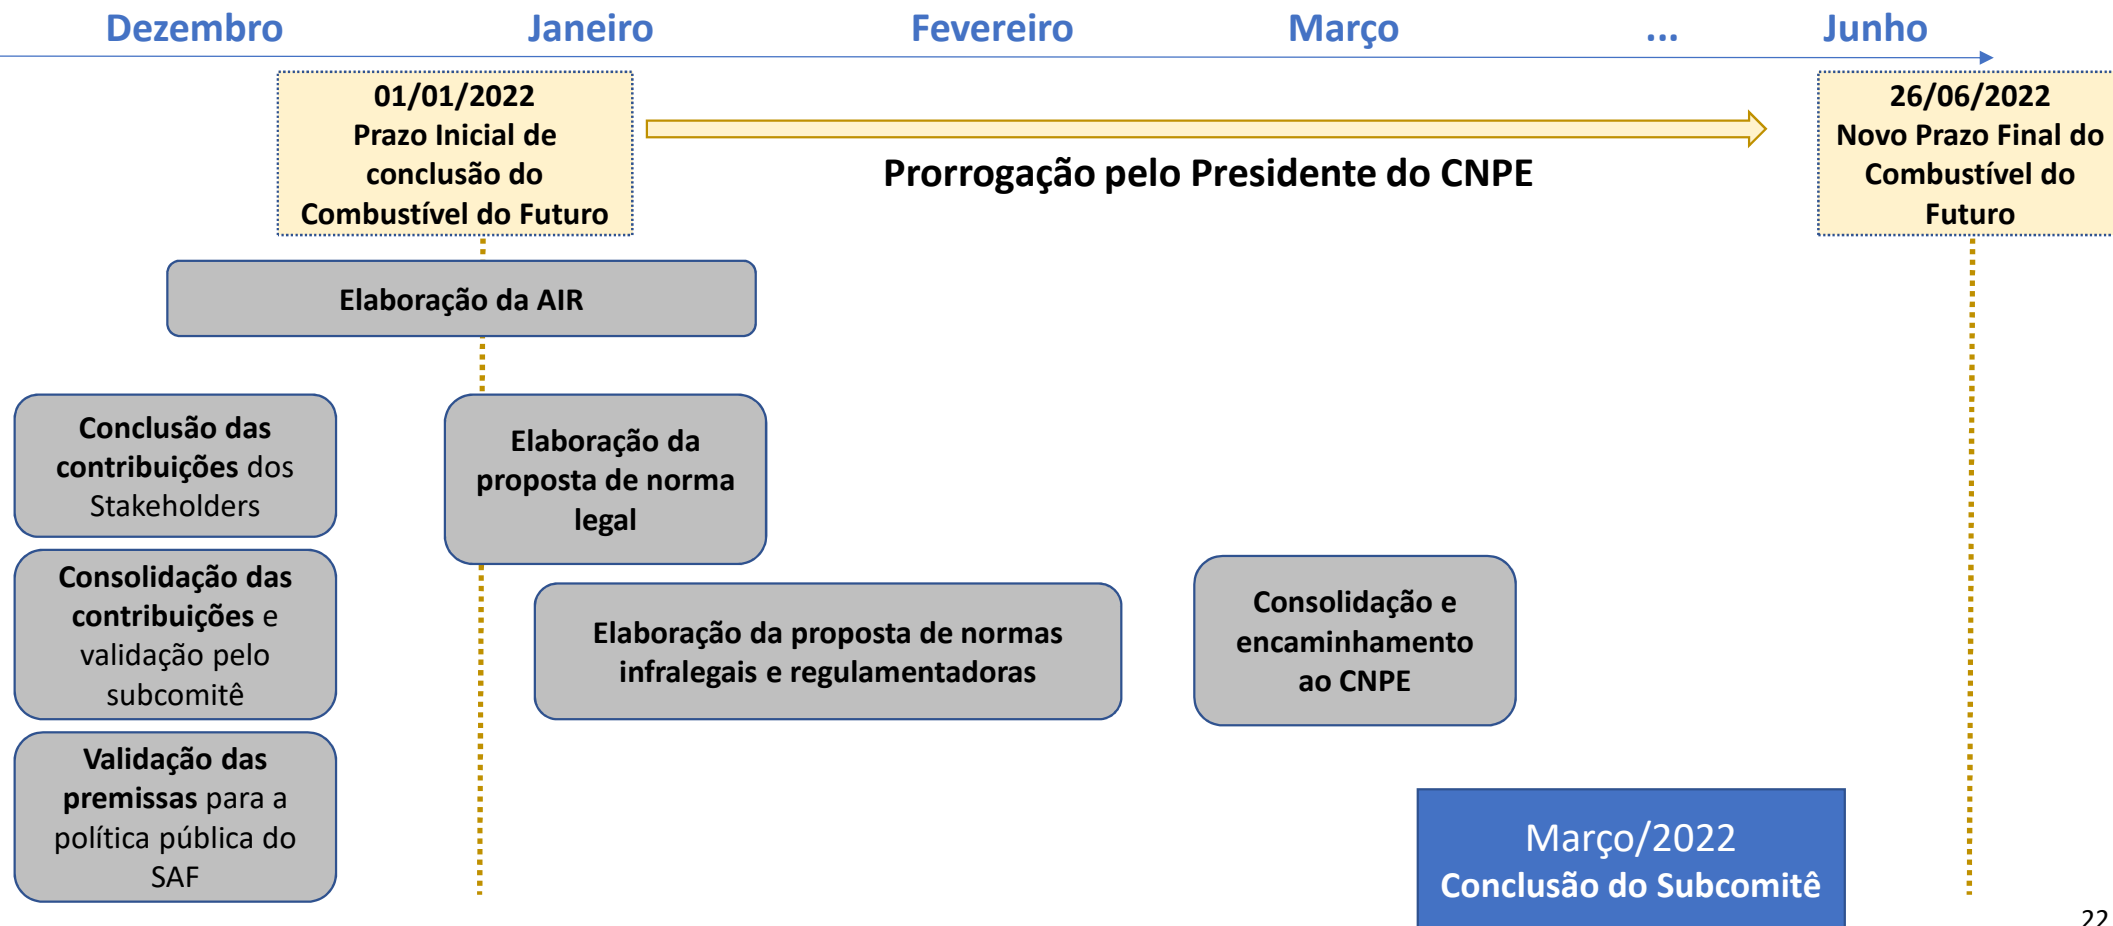 Dezembro
Janeiro
Fevereiro
Março
...
Junho
01/01/2022
Prazo Inicial de
conclusão do
Combustível do Futuro
Prorrogação pelo Presidente do CNPE
26/06/2022
Novo Prazo Final do
Combustível do
Futuro
Elaboração da AIR
Conclusão das
contribuições dos
Stakeholders
Elaboração da
proposta de norma
legal
Consolidação das
contribuições e
validação pelo
subcomitê
Elaboração da proposta de normas
infralegais e regulamentadoras
Consolidação e
encaminhamento
ao CNPE
Validação das
premissas para a
política pública do
SAF
Março/2022
Conclusão do Subcomitê
22